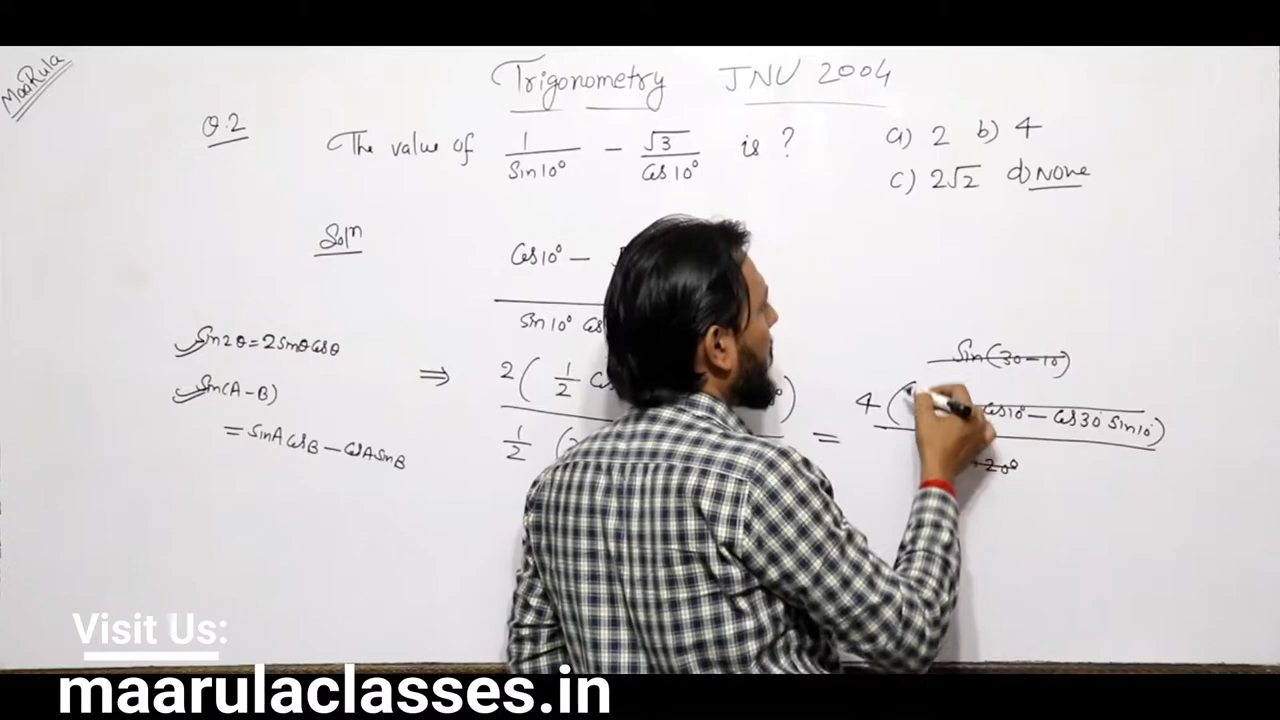 MaaRula
Trigonometry JNU 2004
Q.2 The value of 1/Sin10° - √3/Cos10° is ?
a) 2 b) 4
c) 2√2 d) None
Solⁿ
Cos10° -
Sin10° Cos
Sin2θ = 2SinθCosθ
Sin(A-B)
= SinA CosB - CosA SinB
⇒ 2( 1/2 Cos )
1/2 (
= 4( Cos10° - Cos30° Sin10°)
Sin(30-10)
20°
Visit Us:
maarulaclasses.in